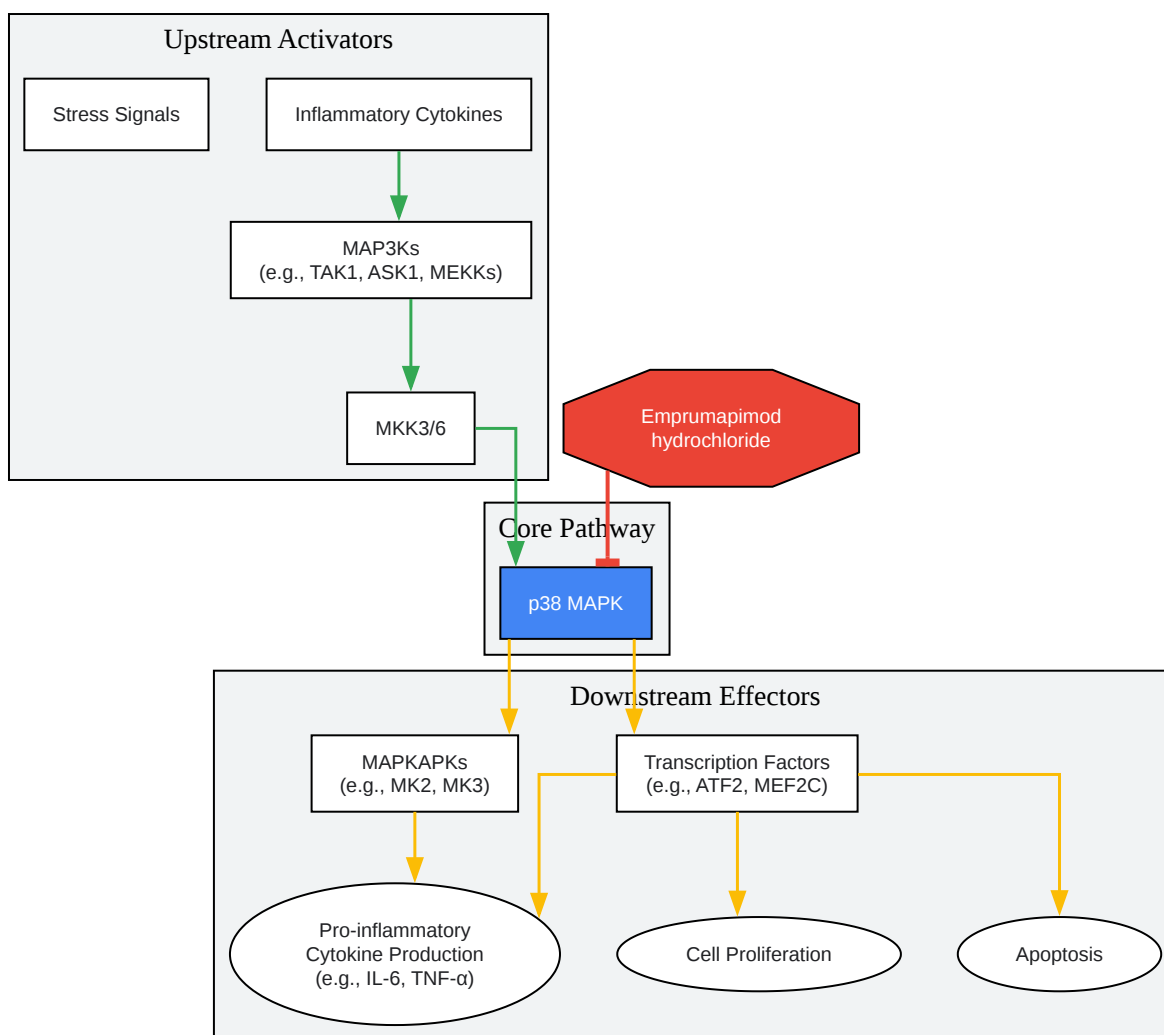 Upstream Activators
Stress Signals
Inflammatory Cytokines
MAP3Ks
(e.g., TAK1, ASK1, MEKKs)
MKK3/6
Emprumapimod
hydrochloride
Core Pathway
p38 MAPK
Downstream Effectors
MAPKAPKs
(e.g., MK2, MK3)
Transcription Factors
(e.g., ATF2, MEF2C)
Pro-inflammatory
Cytokine Production
(e.g., IL-6, TNF-α)
Cell Proliferation
Apoptosis